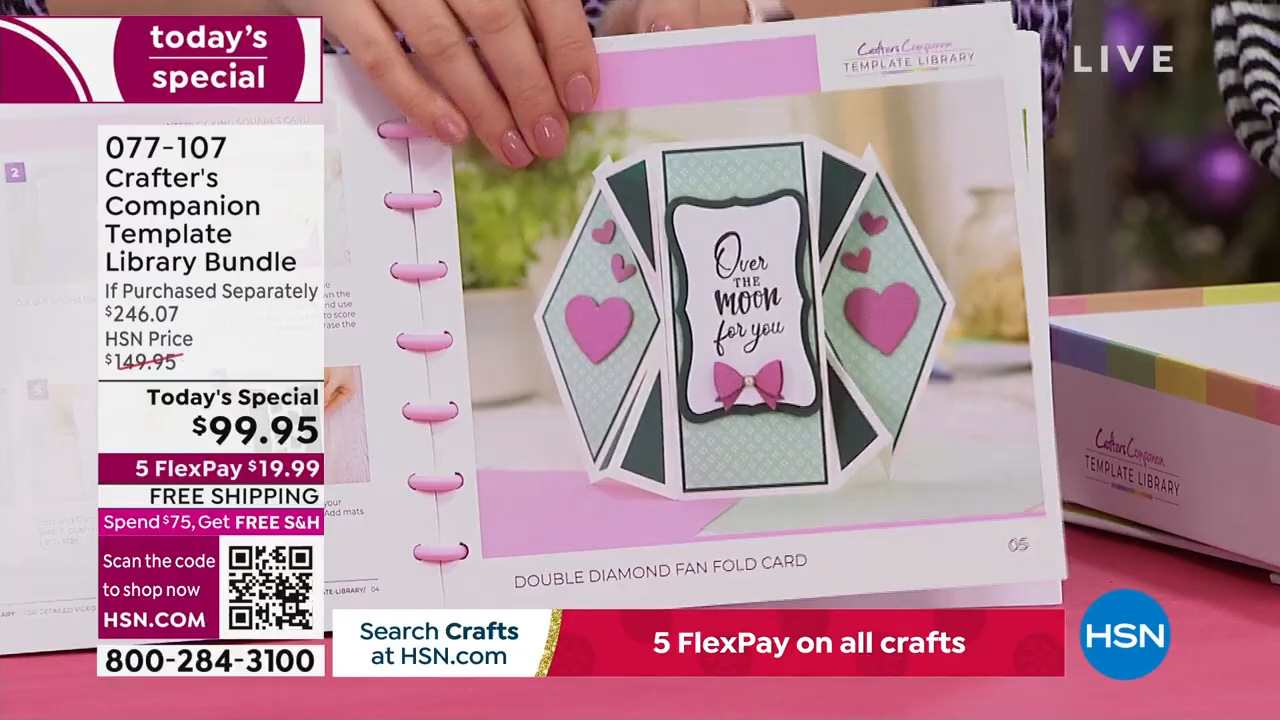 today's
special
077-107
Crafter's
Companion
Template
Library Bundle
If Purchased Separately
$246.07
HSN Price
$149.95
Today's Special
$99.95
5 FlexPay $19.99
FREE SHIPPING
Spend $75, Get FREE S&H
Scan the code
to shop now
HSN.COM
800-284-3100
LIVE
2
5
Crafters Companion
TEMPLATE LIBRARY
Over
THE
moon
for you
DOUBLE DIAMOND FAN FOLD CARD
05
Crafters Companion
TEMPLATE LIBRARY
Search Crafts
at HSN.com
5 FlexPay on all crafts
HSN